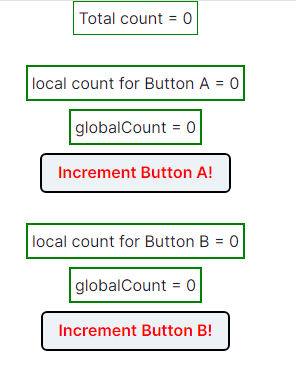 Total count = 0
local count for Button A = 0
globalCount = 0
Increment Button A!
local count for Button B = 0
globalCount = 0
Increment Button B!